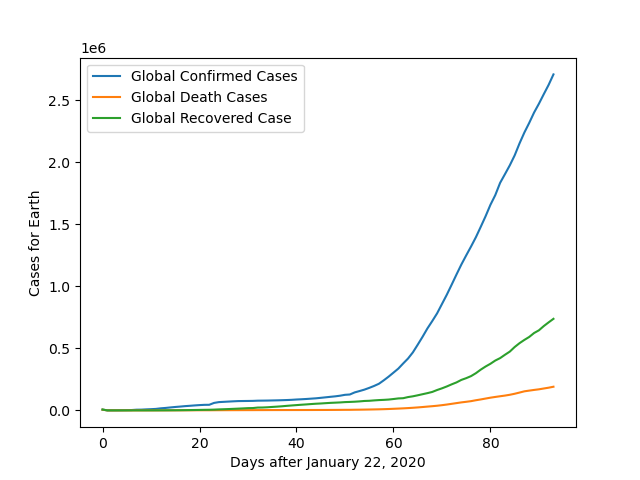 1e6
Global Confirmed Cases
Global Death Cases
Global Recovered Case
2.5
2.0
1.5
1.0
0.5
0.0
Cases for Earth
0 20 40 60 80
Days after January 22, 2020